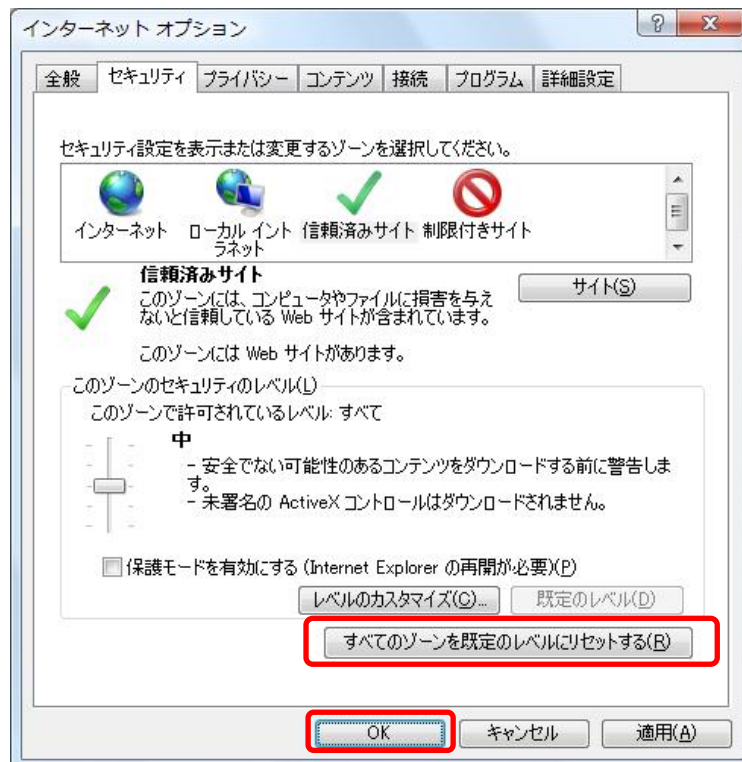 インターネット オプション
全般 セキュリティ プライバシー コンテンツ 接続 プログラム 詳細設定
セキュリティ設定を表示または変更するゾーンを選択してください。
インターネット ローカル イント 信頼済みサイト 制限付きサイト
ラネット
信頼済みサイト
このゾーンには、コンピュータやファイルに損害を与え
ないと信頼している Web サイトが含まれています。
サイト(S)
このゾーンには Web サイトがあります。
このゾーンのセキュリティのレベル(L)
このゾーンで許可されているレベル: すべて
中
- 安全でない可能性のあるコンテンツをダウンロードする前に警告しま
す。
- 未署名の ActiveX コントロールはダウンロードされません。
保護モードを有効にする (Internet Explorer の再開が必要)(P)
レベルのカスタマイズ(C)... 既定のレベル(D)
すべてのゾーンを既定のレベルにリセットする(R)
OK キャンセル 適用(A)